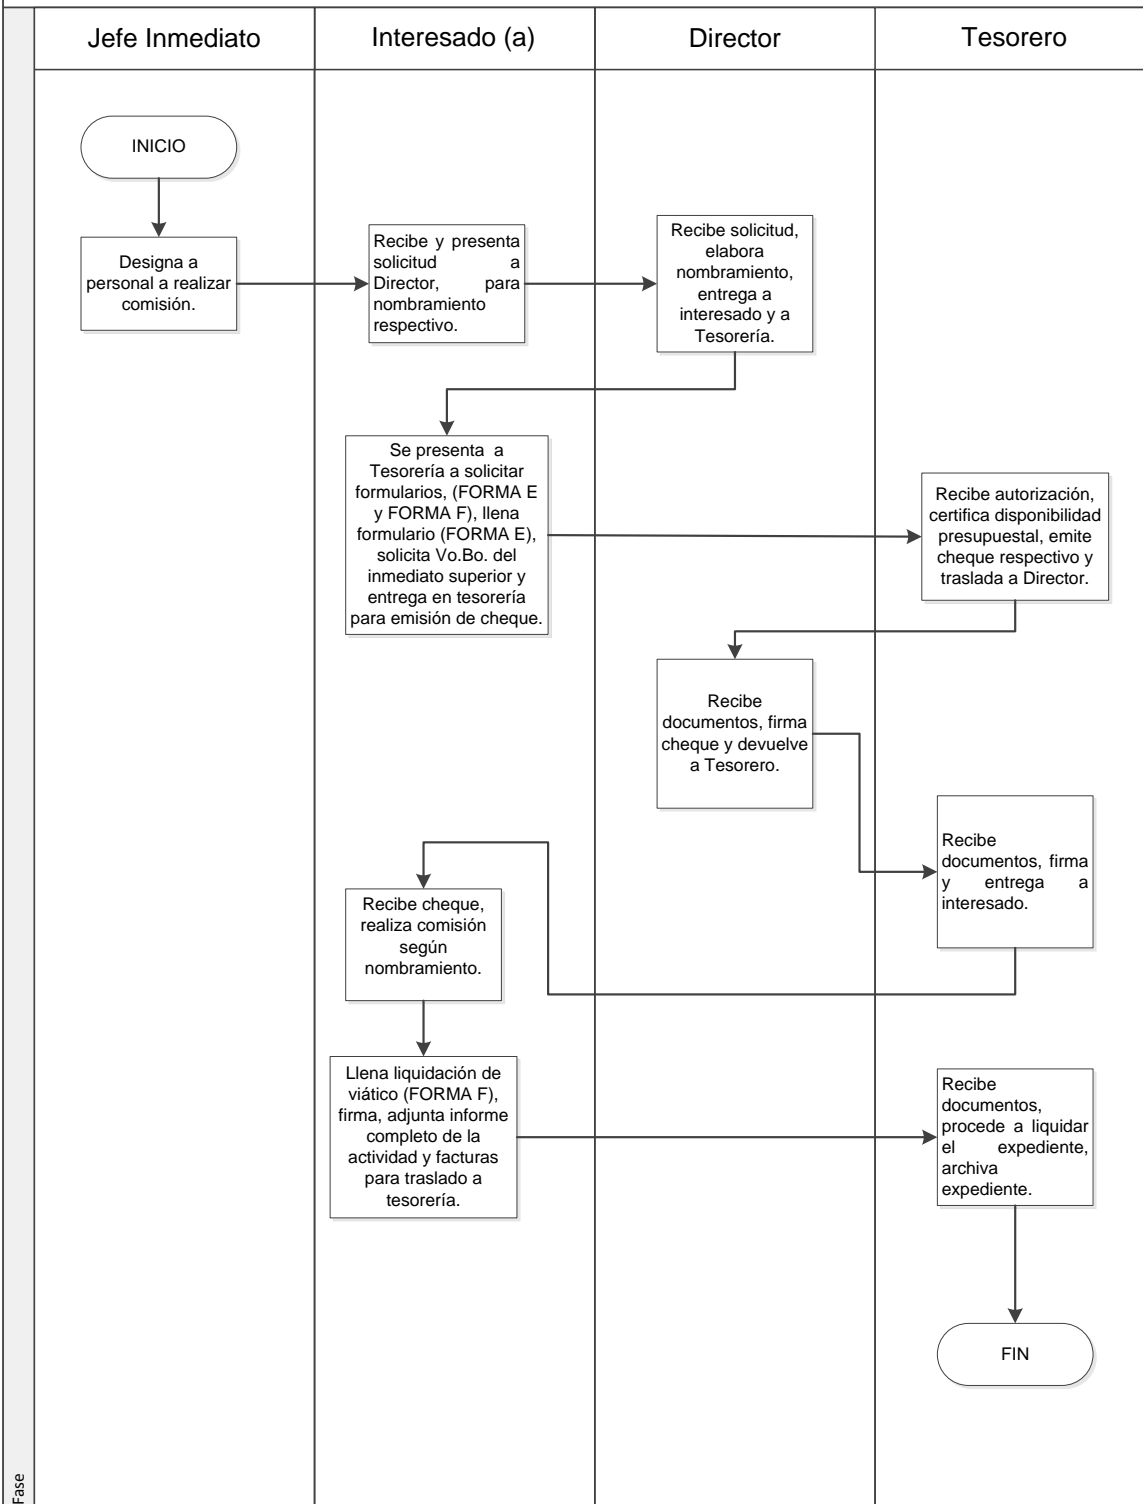 Jefe Inmediato
Interesado (a)
Director
Tesorero
INICIO
Designa a
personal a realizar
comisión.
Recibe y presenta
solicitud a
Director, para
nombramiento
respectivo.
Recibe solicitud,
elabora
nombramiento,
entrega a
interesado y a
Tesorería.
Se presenta a
Tesorería a solicitar
formularios, (FORMA E
y FORMA F), llena
formulario (FORMA E),
solicita Vo.Bo. del
inmediato superior y
entrega en tesorería
para emisión de cheque.
Recibe autorización,
certifica disponibilidad
presupuestal, emite
cheque respectivo y
traslada a Director.
Recibe
documentos, firma
cheque y devuelve
a Tesorero.
Recibe
documentos, firma
y entrega a
interesado.
Recibe cheque,
realiza comisión
según
nombramiento.
Llena liquidación de
viático (FORMA F),
firma, adjunta informe
completo de la
actividad y facturas
para traslado a
tesorería.
Recibe
documentos,
procede a liquidar
el expediente,
archiva
expediente.
FIN
Fase